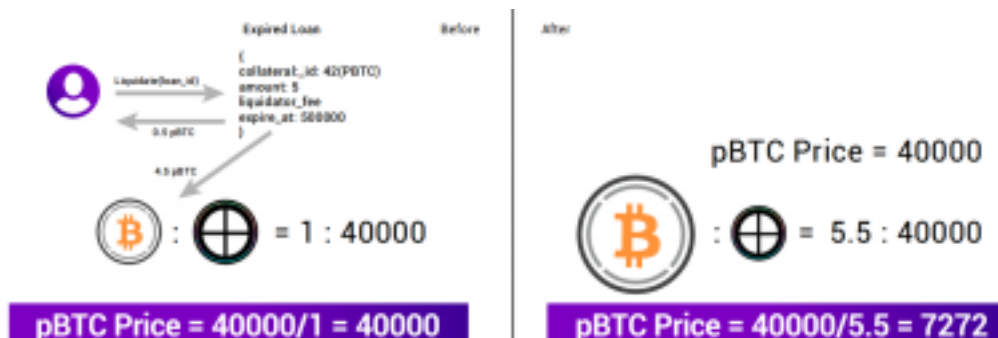 Expired Loan
Before
{
collateral:_id: 42(PBTC)
amount: 5
liquidator_fee
expire_at: 500000
}
Liquidate(loan_id)
0.5 pBTC
4.5 pBTC
: = 1 : 40000
pBTC Price = 40000/1 = 40000
After
pBTC Price = 40000
: = 5.5 : 40000
pBTC Price = 40000/5.5 = 7272